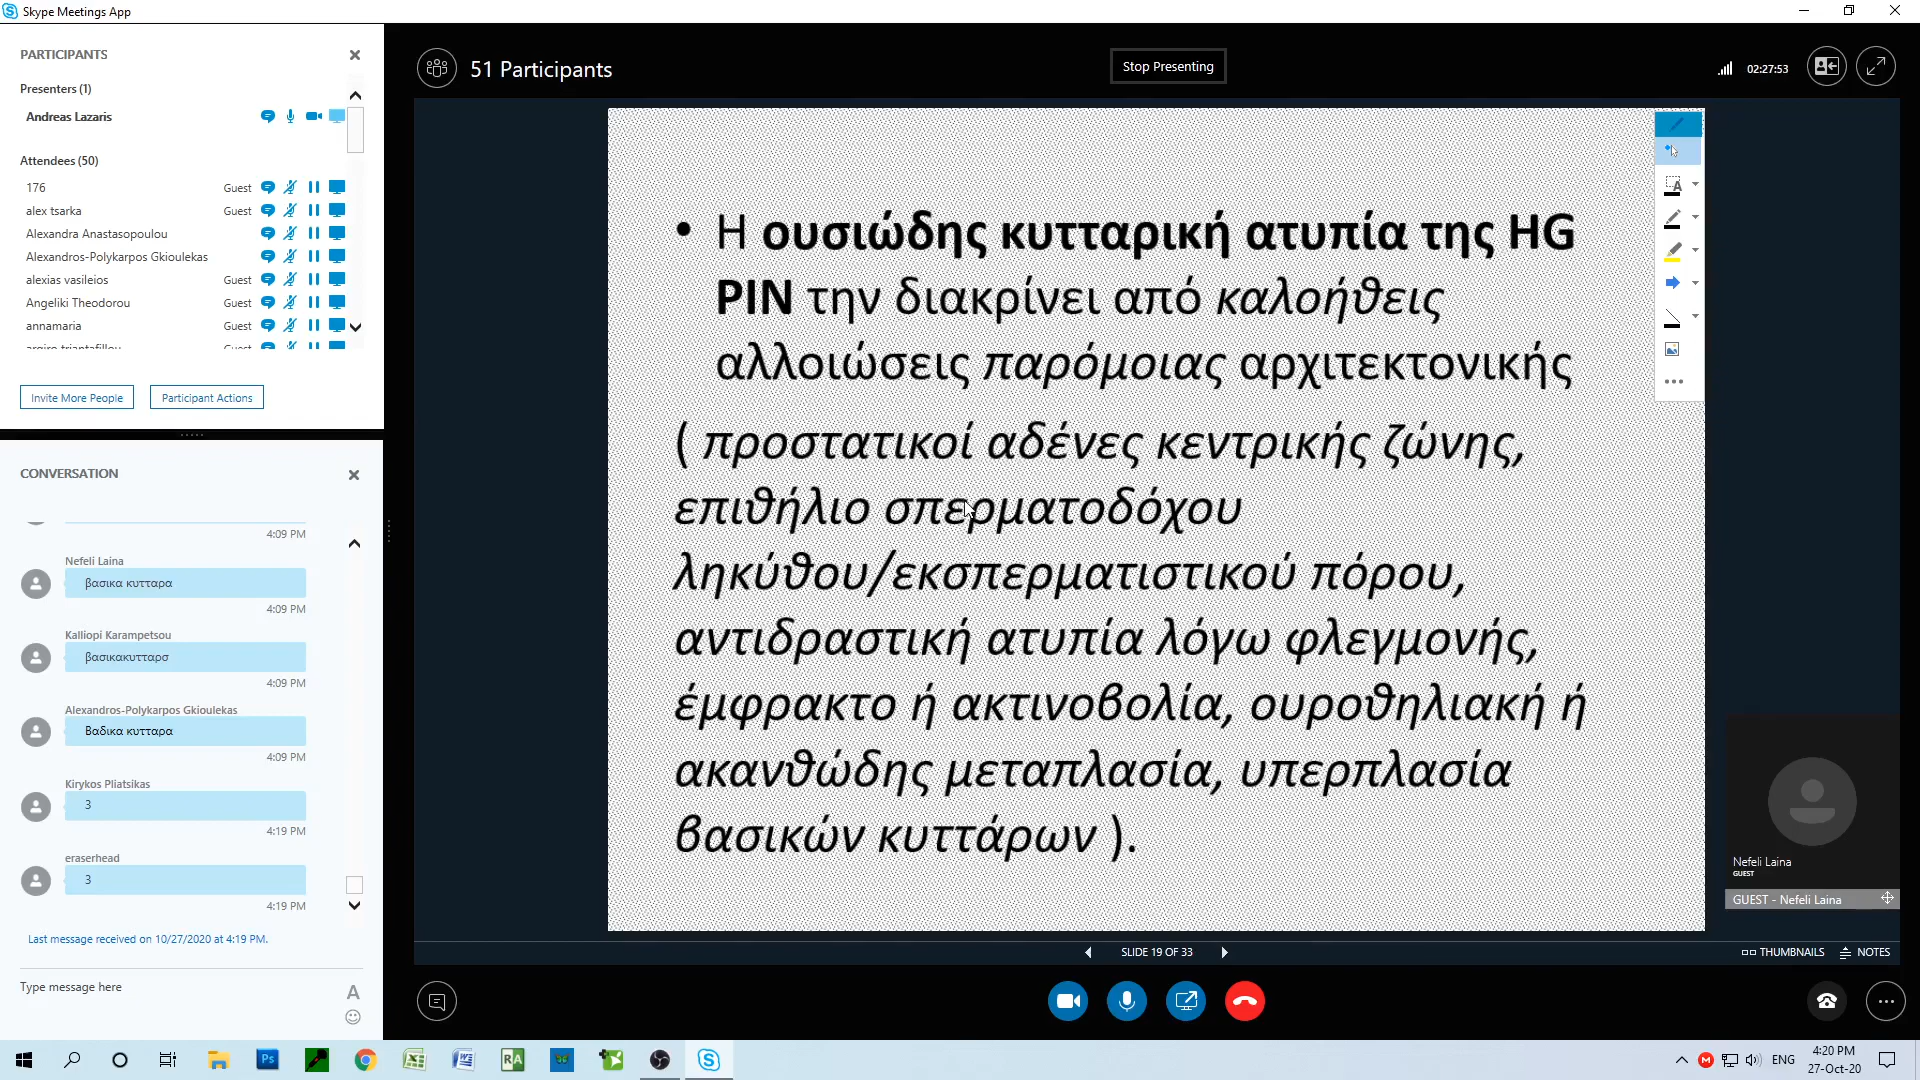 Skype Meetings App
PARTICIPANTS
Presenters (1)
Andreas Lazaris
Attendees (50)
176 Guest
alex tsarka Guest
Alexandra Anastasopoulou
Alexandros-Polykarpos Gkioulekas
alexias vasileios Guest
Angeliki Theodorou Guest
annamaria Guest
Invite More People
Participant Actions
CONVERSATION
4:09 PM
Nefeli Laina
βασικα κυτταρα
4:09 PM
Kalliopi Karampetsou
βασικακυτταρσ
4:09 PM
Alexandros-Polykarpos Gkioulekas
Βαδικα κυτταρα
4:09 PM
Kirykos Pliatsikas
3
4:19 PM
eraserhead
3
4:19 PM
Last message received on 10/27/2020 at 4:19 PM.
Type message here
51 Participants
Stop Presenting
02:27:53
• Η ουσιώδης κυτταρική ατυπία της HG
PIN την διακρίνει από καλοήθεις
αλλοιώσεις παρόμοιας αρχιτεκτονικής
( προστατικοί αδένες κεντρικής ζώνης,
επιθήλιο σπερματοδόχου
ληκύθου/εκσπερματιστικού πόρου,
αντιδραστική ατυπία λόγω φλεγμονής,
έμφρακτο ή ακτινοβολία, ουροθηλιακή ή
ακανθώδης μεταπλασία, υπερπλασία
βασικών κυττάρων ).
Nefeli Laina
GUEST
GUEST - Nefeli Laina
SLIDE 19 OF 33
THUMBNAILS
NOTES
ENG
4:20 PM
27-Oct-20